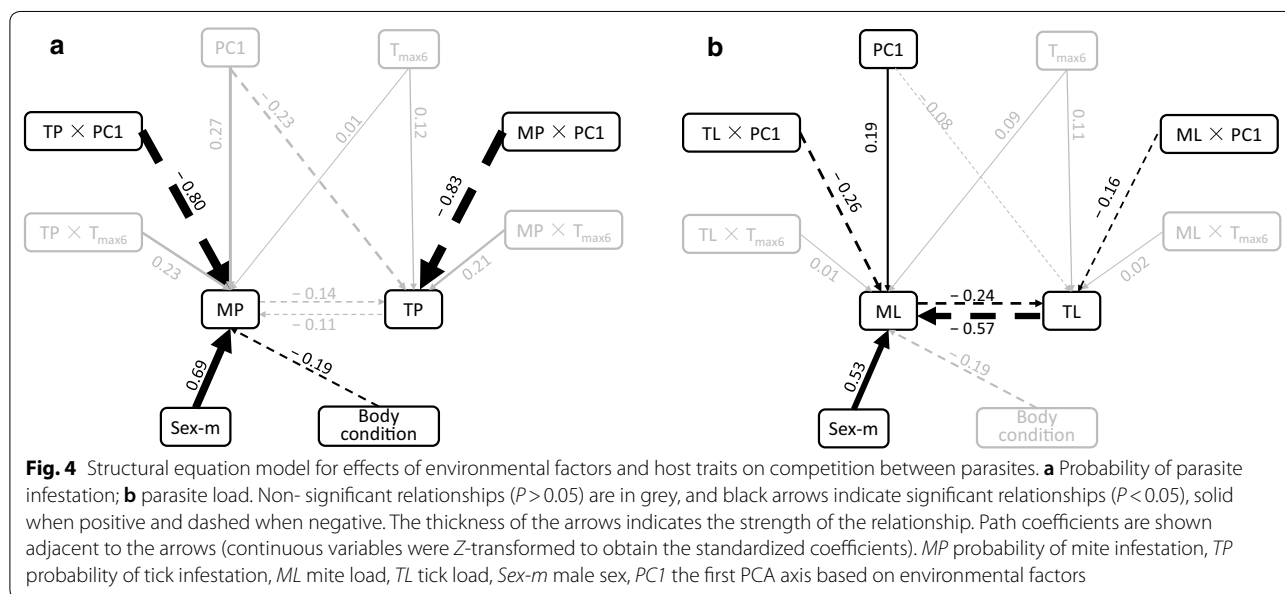 a
b
PC1
T_max6
PC1
T_max6
TP × PC1
MP × PC1
TL × PC1
ML × PC1
TP × T_max6
MP × T_max6
TL × T_max6
ML × T_max6
− 0.80
0.27
− 0.23
0.01
0.12
− 0.83
0.23
0.21
MP
− 0.14
− 0.11
TP
0.69
− 0.19
Sex-m
Body
condition
− 0.26
0.19
− 0.08
0.09
0.11
− 0.16
0.01
0.02
ML
− 0.24
− 0.57
TL
0.53
− 0.19
Sex-m
Body
condition
Fig. 4 Structural equation model for effects of environmental factors and host traits on competition between parasites. a Probability of parasite
infestation; b parasite load. Non- significant relationships (P > 0.05) are in grey, and black arrows indicate significant relationships (P < 0.05), solid
when positive and dashed when negative. The thickness of the arrows indicates the strength of the relationship. Path coefficients are shown
adjacent to the arrows (continuous variables were Z-transformed to obtain the standardized coefficients). MP probability of mite infestation, TP
probability of tick infestation, ML mite load, TL tick load, Sex-m male sex, PC1 the first PCA axis based on environmental factors